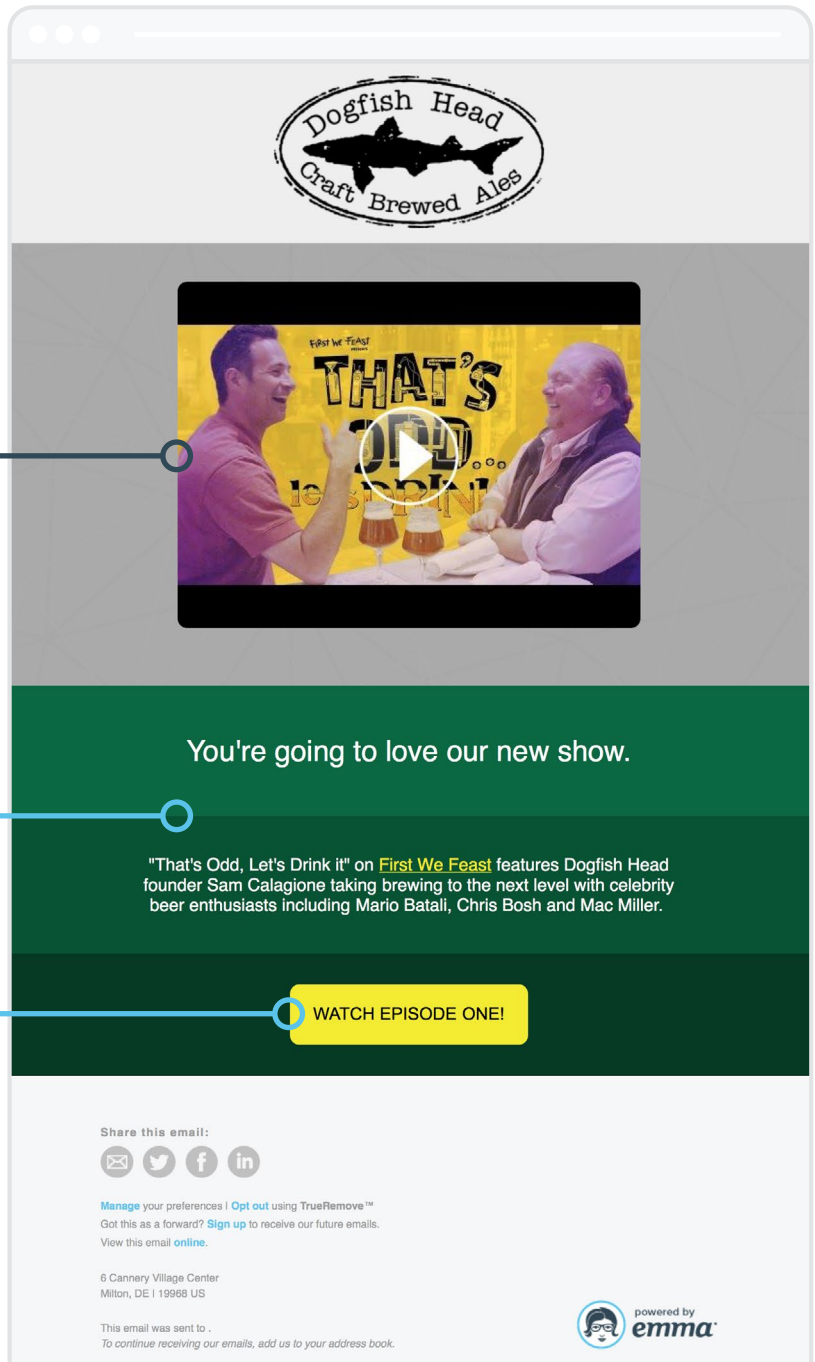 Dogfish Head
Craft Brewed Ales
FIRST WE FEAST
PRESENTS
THAT'S
ODD...
let's DRINK
You're going to love our new show.
"That's Odd, Let's Drink it" on First We Feast features Dogfish Head
founder Sam Calagione taking brewing to the next level with celebrity
beer enthusiasts including Mario Batali, Chris Bosh and Mac Miller.
WATCH EPISODE ONE!
Share this email:
Manage your preferences | Opt out using TrueRemove™
Got this as a forward? Sign up to receive our future emails.
View this email online.
6 Cannery Village Center
Milton, DE | 19968 US
This email was sent to .
To continue receiving our emails, add us to your address book.
powered by
emma